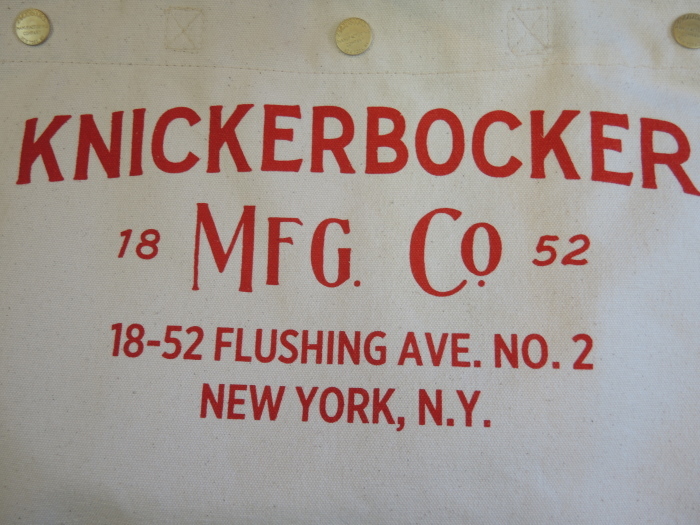 KNICKERBOCKER
18 MFG. Co. 52
18-52 FLUSHING AVE. NO. 2
NEW YORK, N.Y.